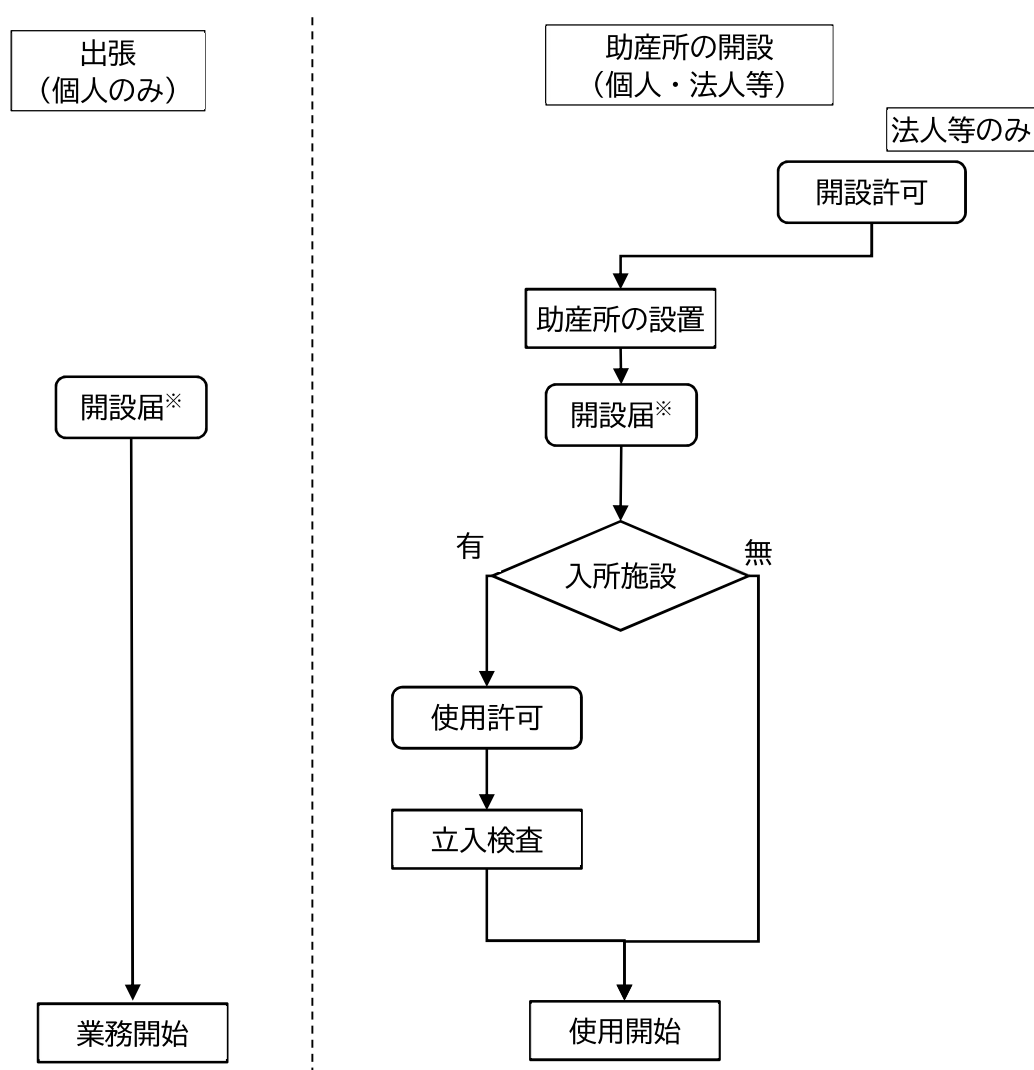 出張
（個人のみ）
開設届※
業務開始
助産所の開設
（個人・法人等）
法人等のみ
開設許可
助産所の設置
開設届※
入所施設
有
無
使用許可
立入検査
使用開始